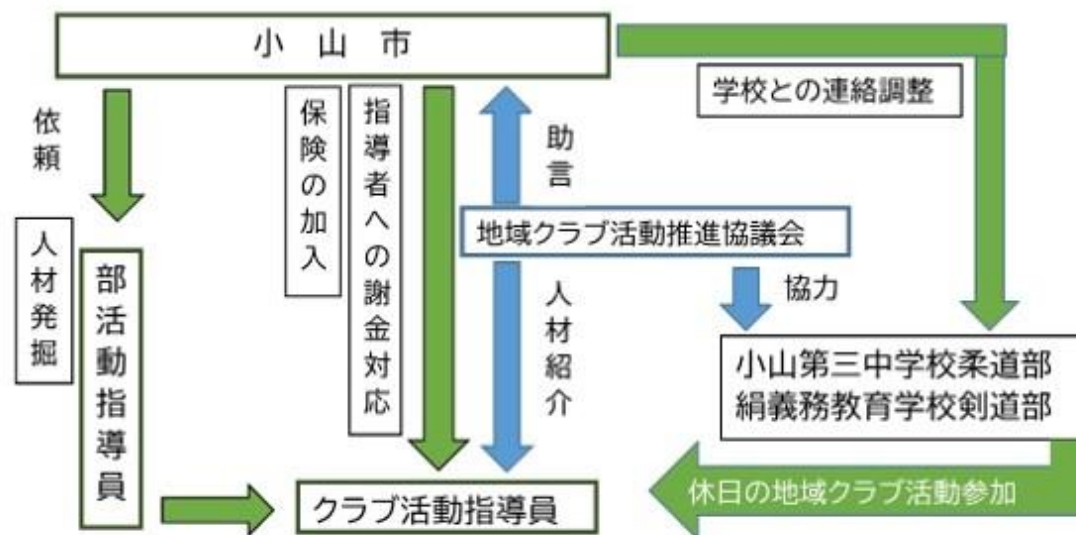 小山市
学校との連絡調整
依頼
保険の加入
指導者への謝金対応
助言
地域クラブ活動推進協議会
人材発掘
部活動指導員
人材紹介
協力
小山第三中学校柔道部
絹義務教育学校剣道部
休日の地域クラブ活動参加
クラブ活動指導員